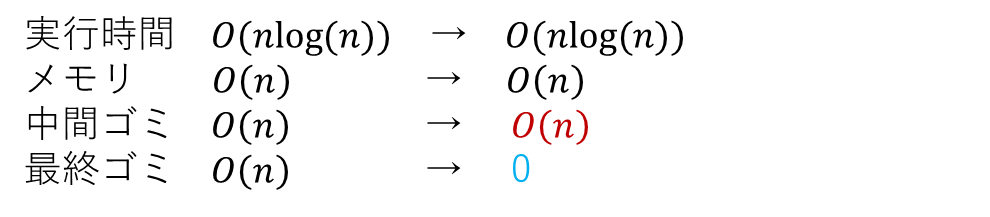 実行時間 O(nlog(n)) → O(nlog(n))
メモリ O(n) → O(n)
中間ゴミ O(n) → O(n)
最終ゴミ O(n) → 0